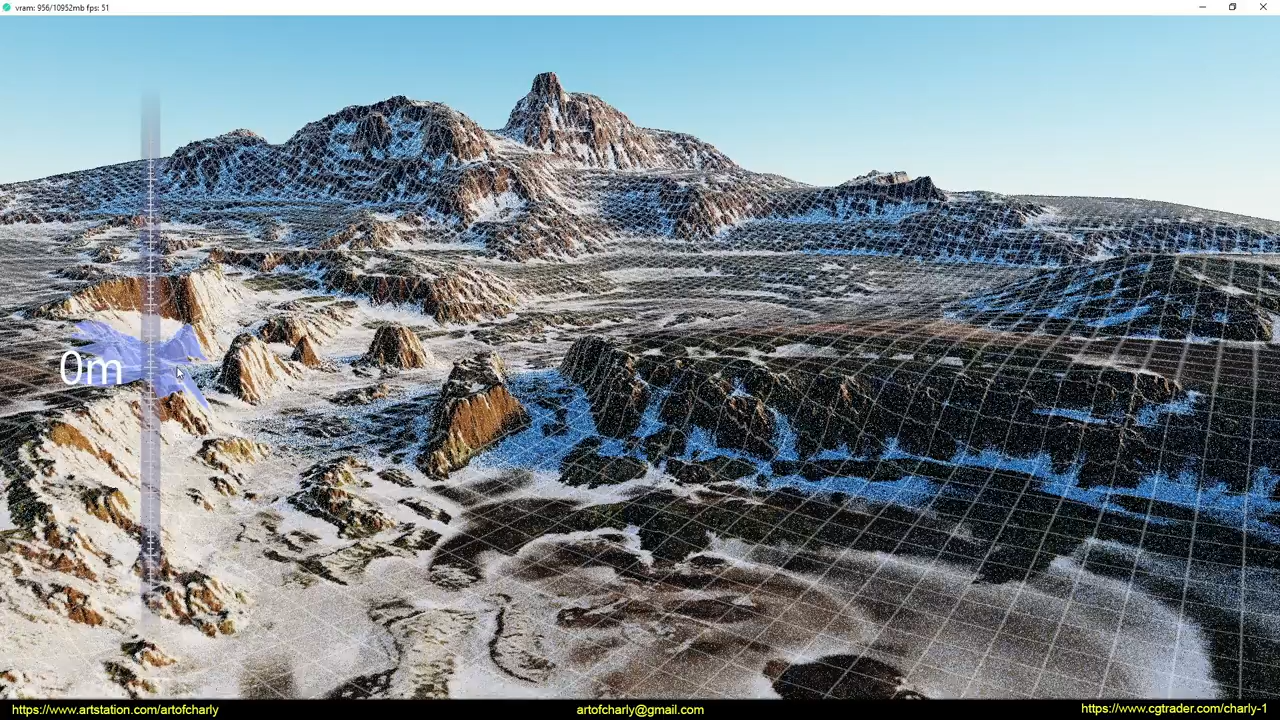 vram: 956/10952mb fps: 51
0m
https://www.artstation.com/artofcharly
artofcharly@gmail.com
https://www.cgtrader.com/charly-1